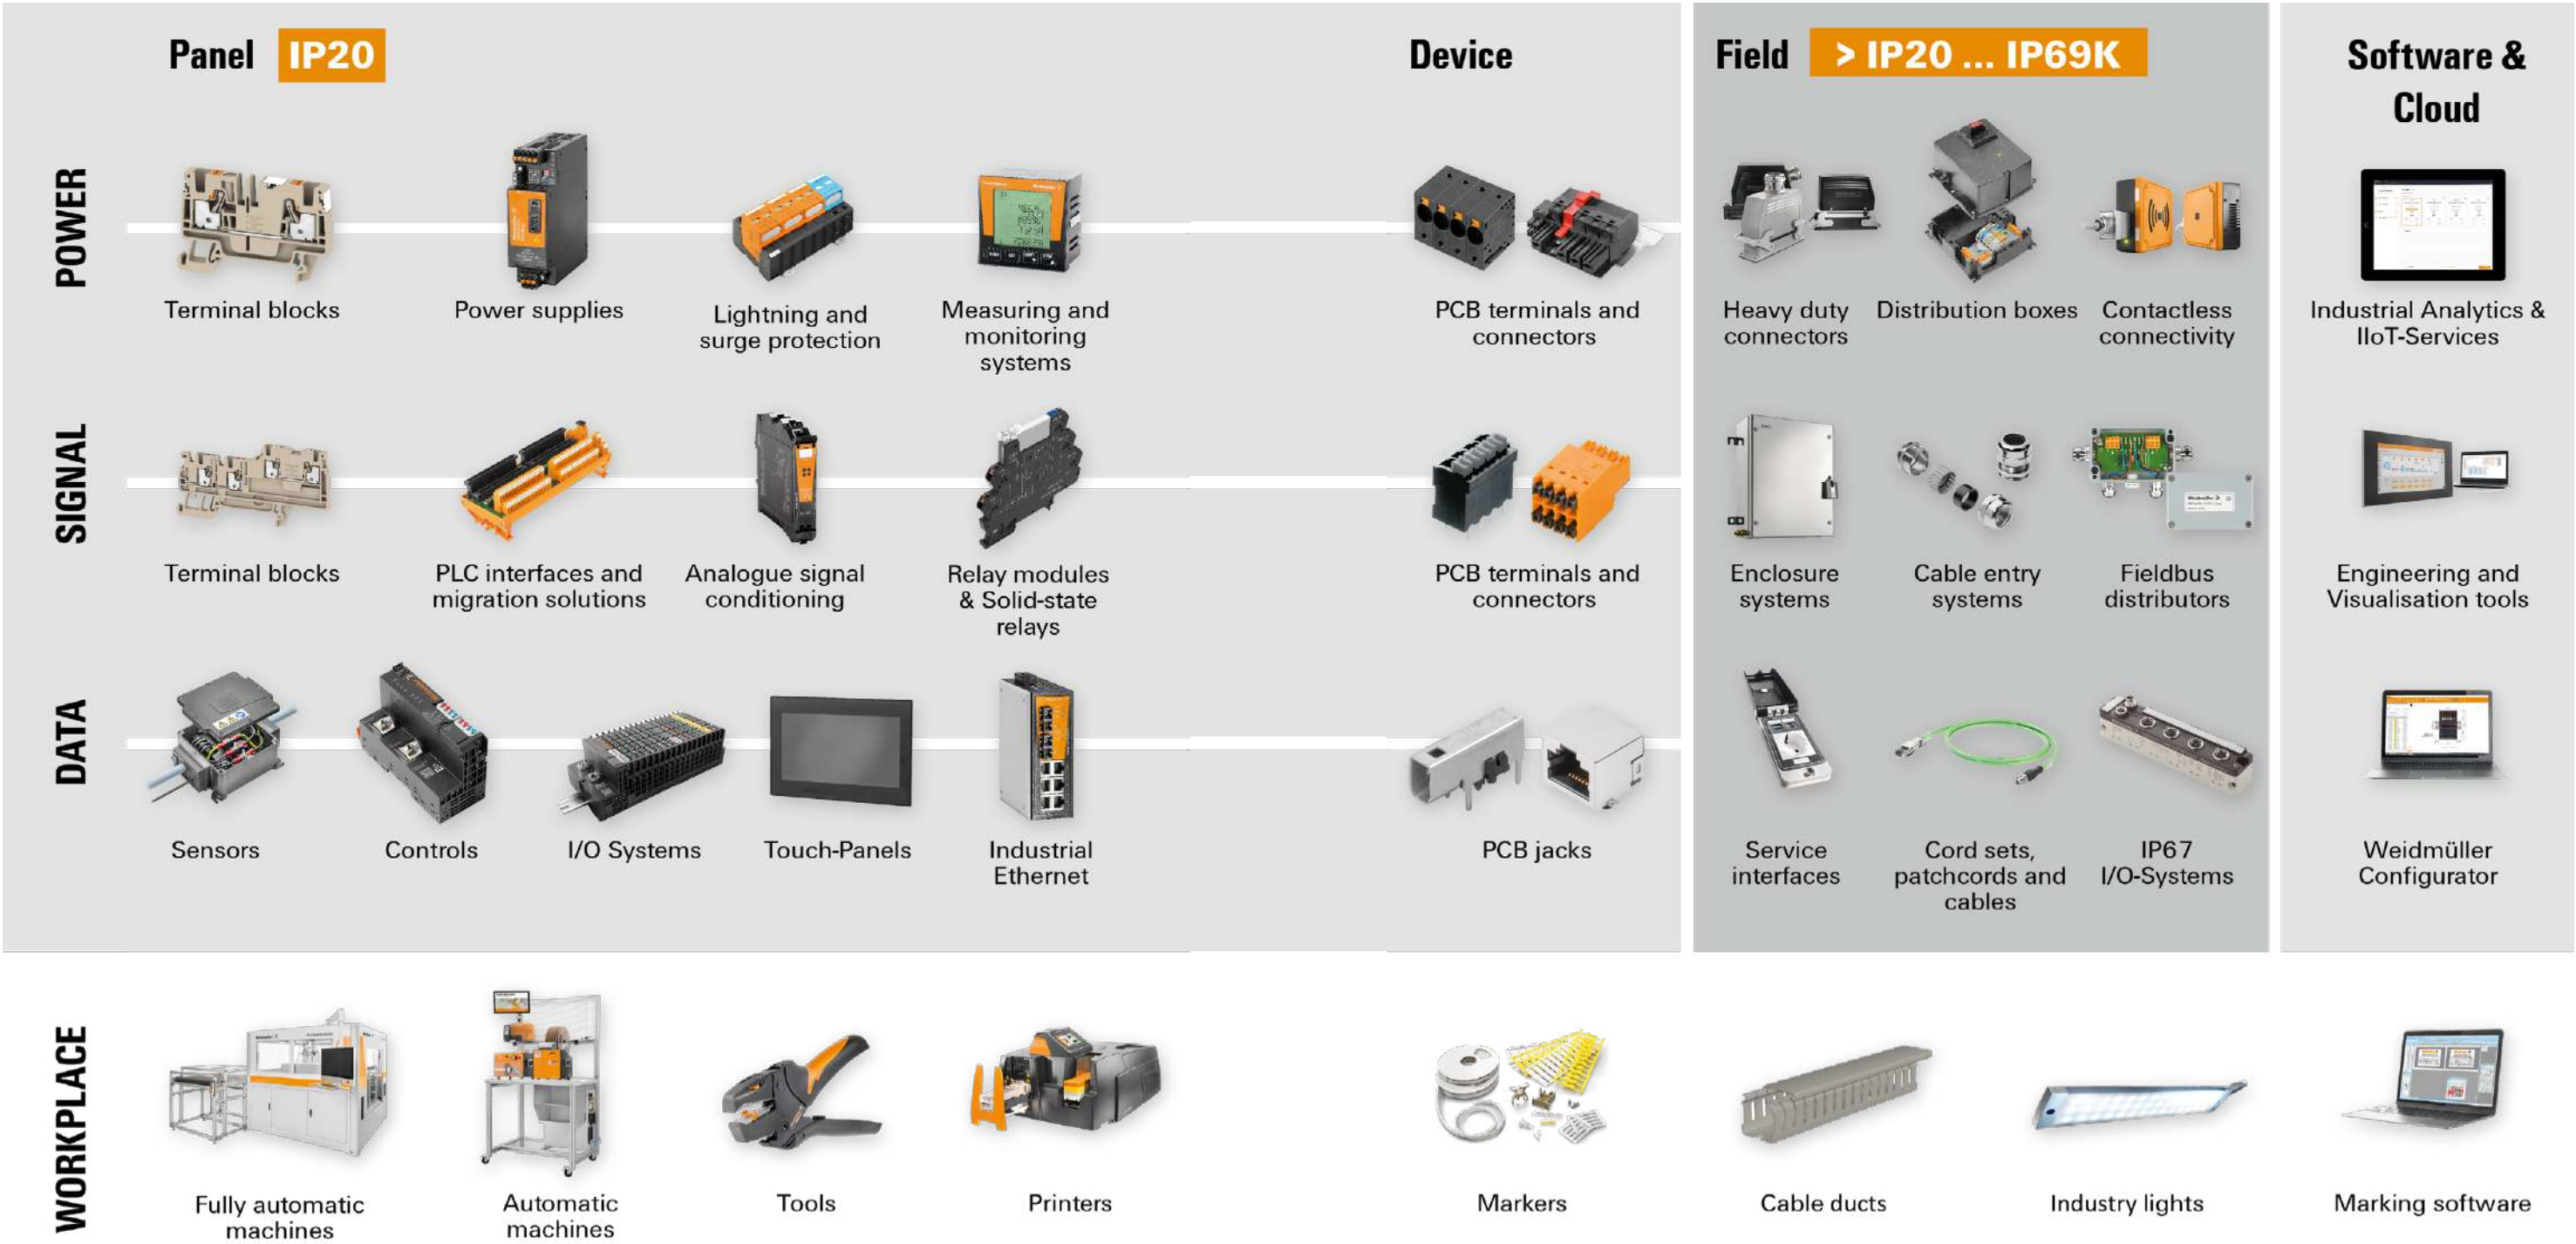 Panel IP20
Device
Field > IP20 ... IP69K
Software &
Cloud
POWER
Terminal blocks
Power supplies
Lightning and
surge protection
Measuring and
monitoring
systems
PCB terminals and
connectors
Heavy duty
connectors
Distribution boxes
Contactless
connectivity
Industrial Analytics &
IIoT-Services
SIGNAL
Terminal blocks
PLC interfaces and
migration solutions
Analogue signal
conditioning
Relay modules
& Solid-state
relays
PCB terminals and
connectors
Enclosure
systems
Cable entry
systems
Fieldbus
distributors
Engineering and
Visualisation tools
DATA
Sensors
Controls
I/O Systems
Touch-Panels
Industrial
Ethernet
PCB jacks
Service
interfaces
Cord sets,
patchcords and
cables
IP67
I/O-Systems
Weidmüller
Configurator
WORKPLACE
Fully automatic
machines
Automatic
machines
Tools
Printers
Markers
Cable ducts
Industry lights
Marking software